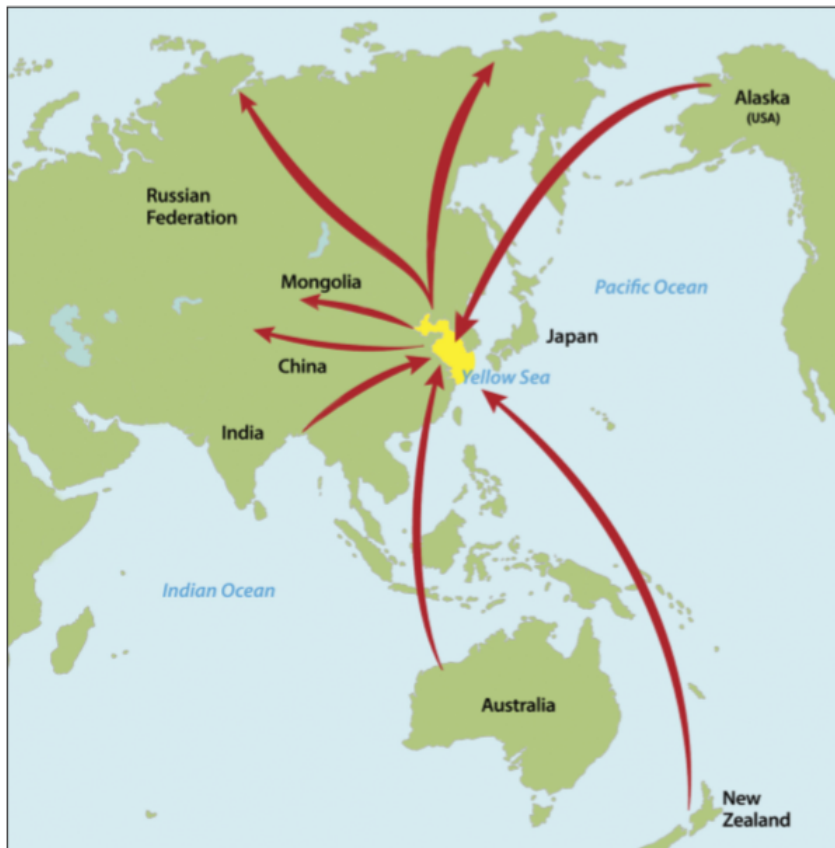 Alaska
(USA)
Russian
Federation
Mongolia
Pacific Ocean
Japan
China
Yellow Sea
India
Indian Ocean
Australia
New
Zealand